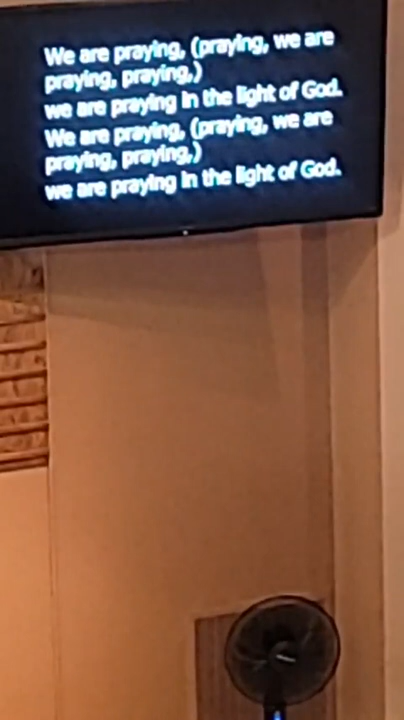 We are praying, (praying, we are
praying, praying,)
we are praying in the light of God.
We are praying, (praying, we are
praying, praying,)
we are praying in the light of God.